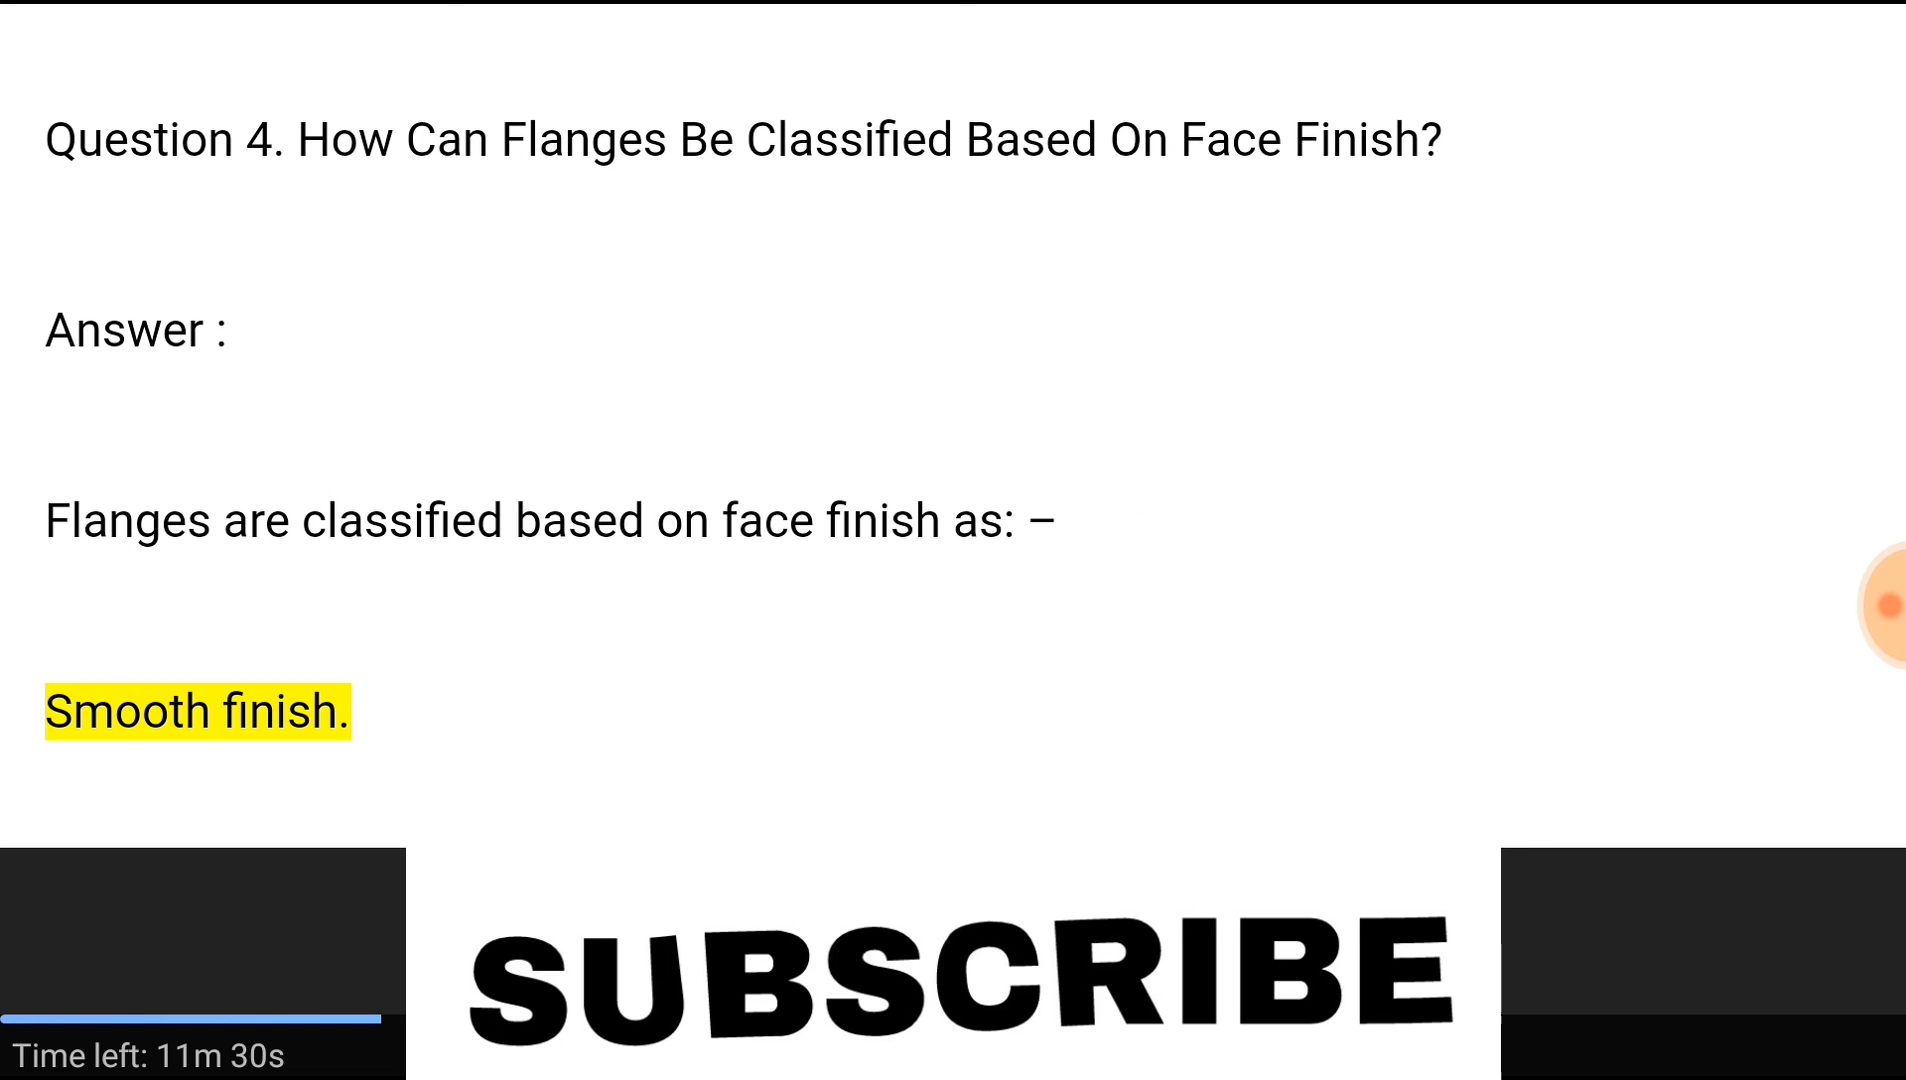 Question 4. How Can Flanges Be Classified Based On Face Finish?
Answer :
Flanges are classified based on face finish as: –
Smooth finish.
SUBSCRIBE
Time left: 11m 30s